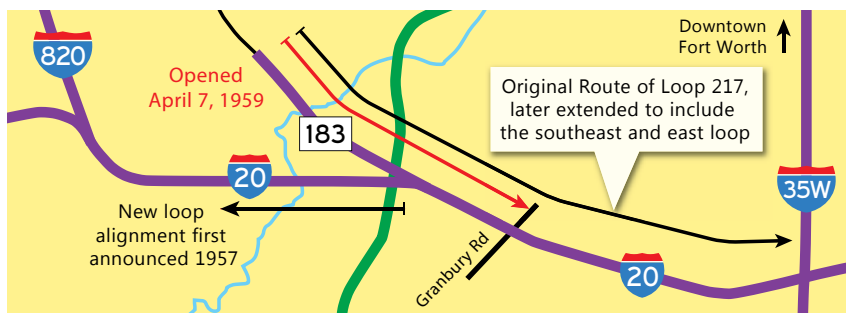 820
Opened
April 7, 1959
183
20
New loop
alignment first
announced 1957
Granbury Rd
Original Route of Loop 217,
later extended to include
the southeast and east loop
Downtown
Fort Worth
35W
20